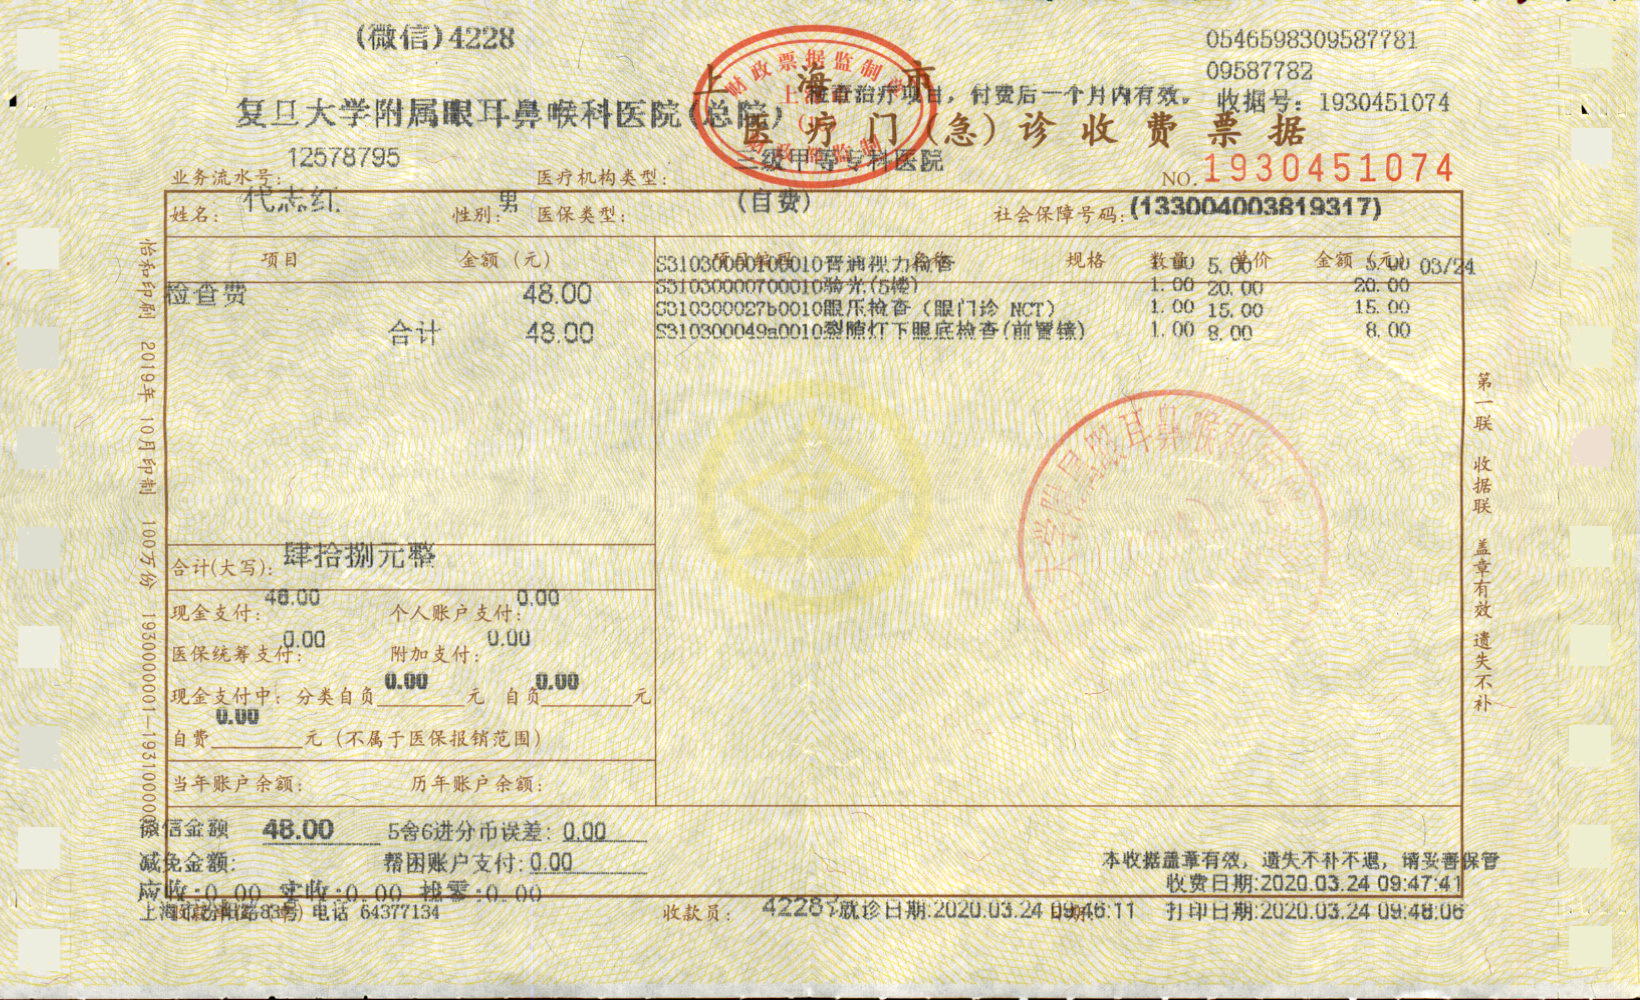 (微信)4228
0546598309587781
09587782
上海市
检查治疗项目，付费后一个月内有效。 收据号：1930451074
复旦大学附属眼耳鼻喉科医院(总院)
医疗门(急)诊收费票据
财政票据监制章
12578795
三级甲等专科医院
业务流水号： 医疗机构类型： NO. 1930451074
姓名： 代志红 性别： 男 医保类型： (自费) 社会保障号码： (133004003819317)
项目 金额（元） 项目编码 名称 规格 数量 单价 金额（元）
S31030000100010普通视力检查 1.00 5.00 5.00 03/24
检查费 48.00
S31030000700010验光(5楼) 1.00 20.00 20.00
S310300027b0010眼压检查（眼门诊 NCT） 1.00 15.00 15.00
合计 48.00
S310300049a0010裂隙灯下眼底检查(前置镜) 1.00 8.00 8.00
大学附属眼耳鼻喉科医院
合计(大写)： 肆拾捌元整
现金支付： 48.00 个人账户支付： 0.00
医保统筹支付： 0.00 附加支付： 0.00
现金支付中：分类自负 0.00 元 自负 0.00 元
自费 0.00 元（不属于医保报销范围）
当年账户余额： 历年账户余额：
微信金额 48.00 5舍6进分币误差: 0.00
减免金额: 帮困账户支付: 0.00
本收据盖章有效，遗失不补不退，请妥善保管
应收:0.00 实收:0.00 找零:0.00
收费日期:2020.03.24 09:47:41
上海市汾阳路83号 电话 64377134 收款员： 4228 就诊日期:2020.03.24 09:46:11 打印日期:2020.03.24 09:48:06
怡和印刷 2019年 10月印制 100万份 193000001—193100000
第一联 收据联 盖章有效 遗失不补